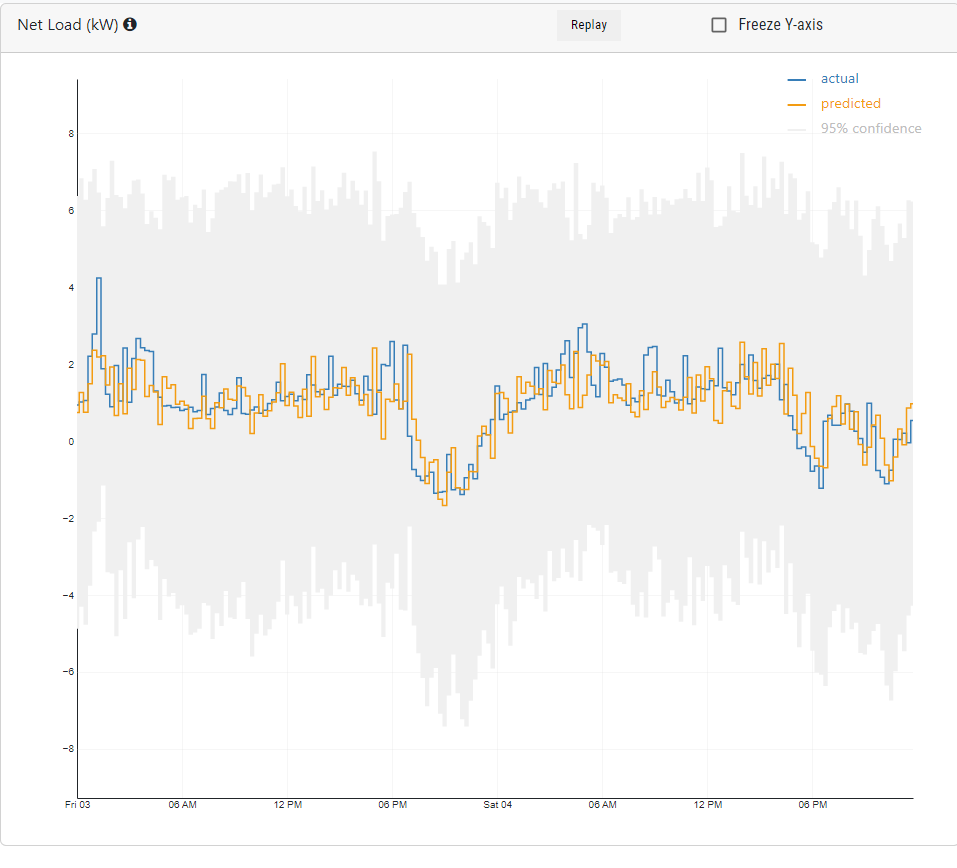 Net Load (kW)
Replay
Freeze Y-axis
actual
predicted
95% confidence
8
6
4
2
0
−2
−4
−6
−8
Fri 03 06 AM 12 PM 06 PM Sat 04 06 AM 12 PM 06 PM